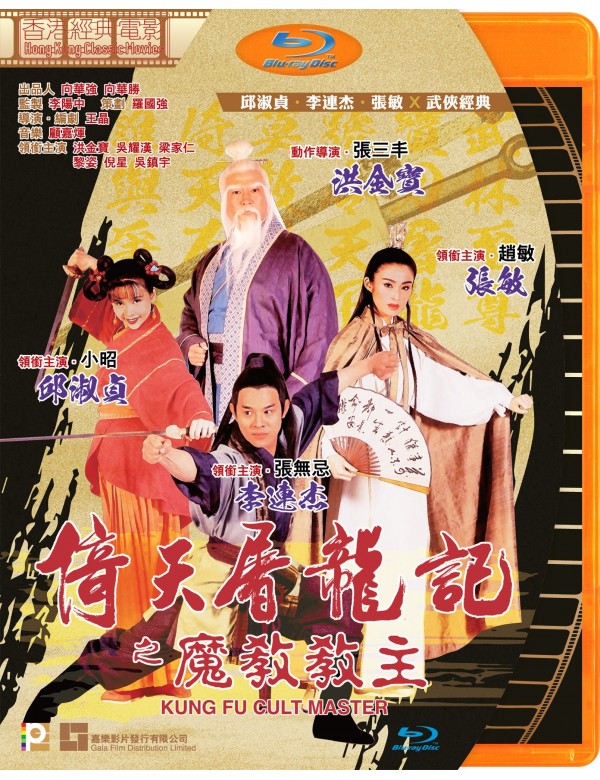 香港經典電影
Hong Kong Classic Movies
Blu-ray Disc
邱淑貞・李連杰・張敏 X 武俠經典
出品人 向華強 向華勝
監製 李陽中 策劃 羅國強
導演・編劇 王晶
音樂 顧嘉煇
領銜主演 洪金寶 吳耀漢 梁家仁
黎姿 倪星 吳鎮宇
動作導演・張三丰
洪金寶
領銜主演・趙敏
張敏
領銜主演・小昭
邱淑貞
領銜主演・張無忌
李連杰
倚天屠龍記
之魔教教主
KUNG FU CULT MASTER
嘉樂影片發行有限公司
Gala Film Distribution Limited
Blu-ray Disc